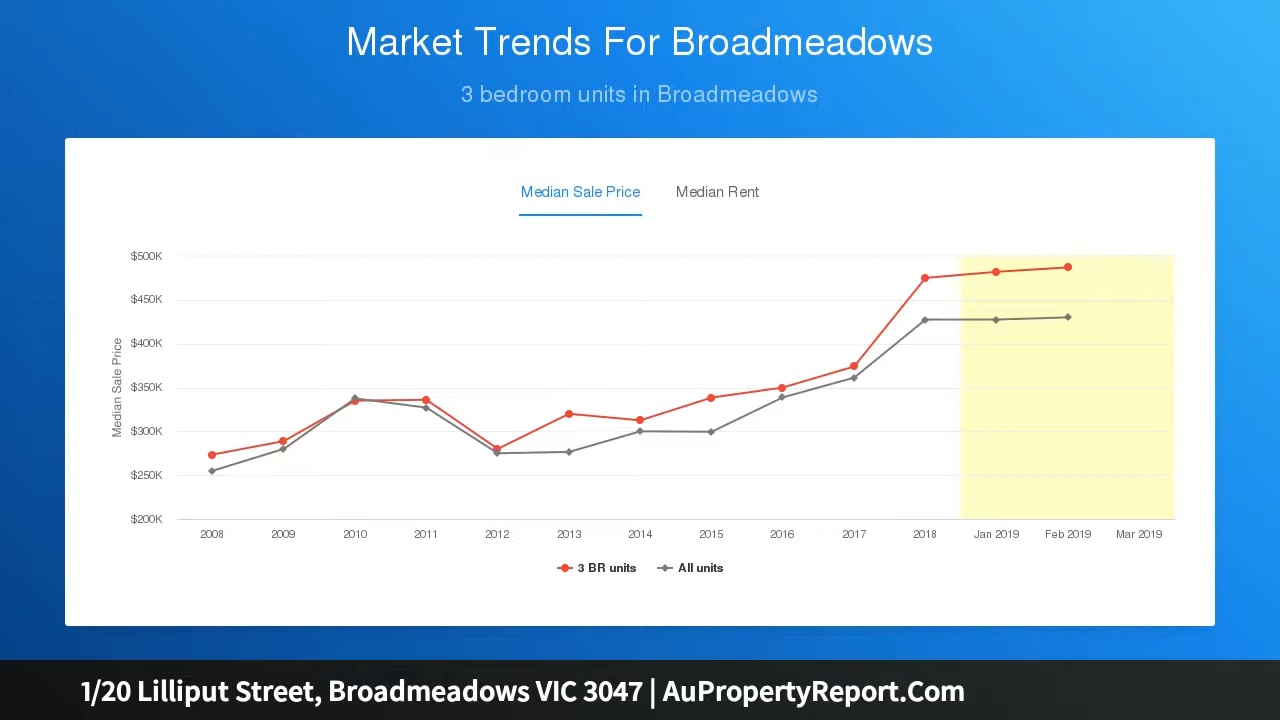 Market Trends For Broadmeadows
3 bedroom units in Broadmeadows
Median Sale Price Median Rent
$500K
$450K
$400K
$350K
$300K
$250K
$200K
Median Sale Price
2008 2009 2010 2011 2012 2013 2014 2015 2016 2017 2018 Jan 2019 Feb 2019 Mar 2019
3 BR units All units
1/20 Lilliput Street, Broadmeadows VIC 3047 | AuPropertyReport.Com